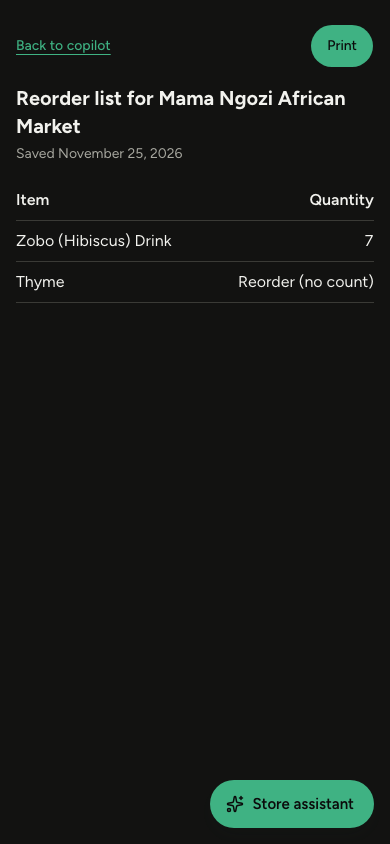 Back to copilot
Print
Reorder list for Mama Ngozi African
Market
Saved November 25, 2026
Item Quantity
Zobo (Hibiscus) Drink 7
Thyme Reorder (no count)
Store assistant